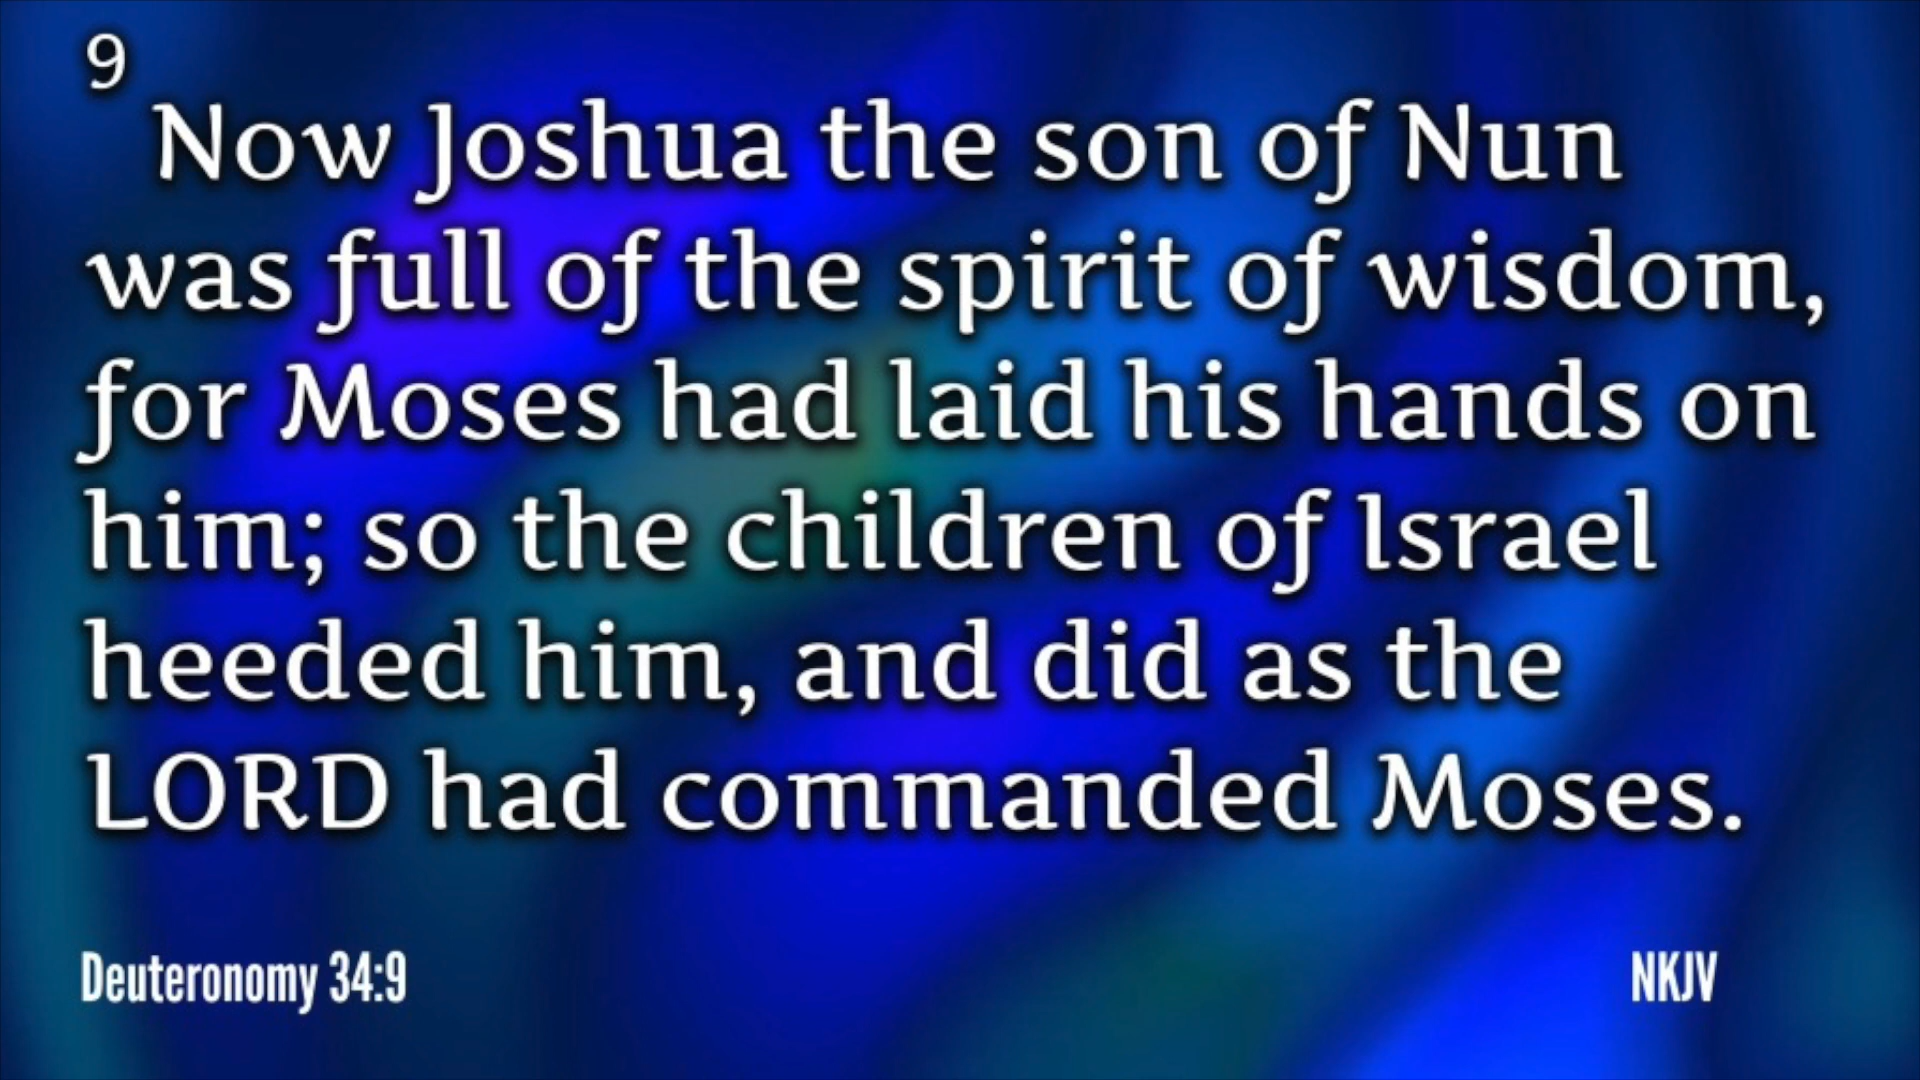 9
Now Joshua the son of Nun
was full of the spirit of wisdom,
for Moses had laid his hands on
him; so the children of Israel
heeded him, and did as the
LORD had commanded Moses.
Deuteronomy 34:9
NKJV